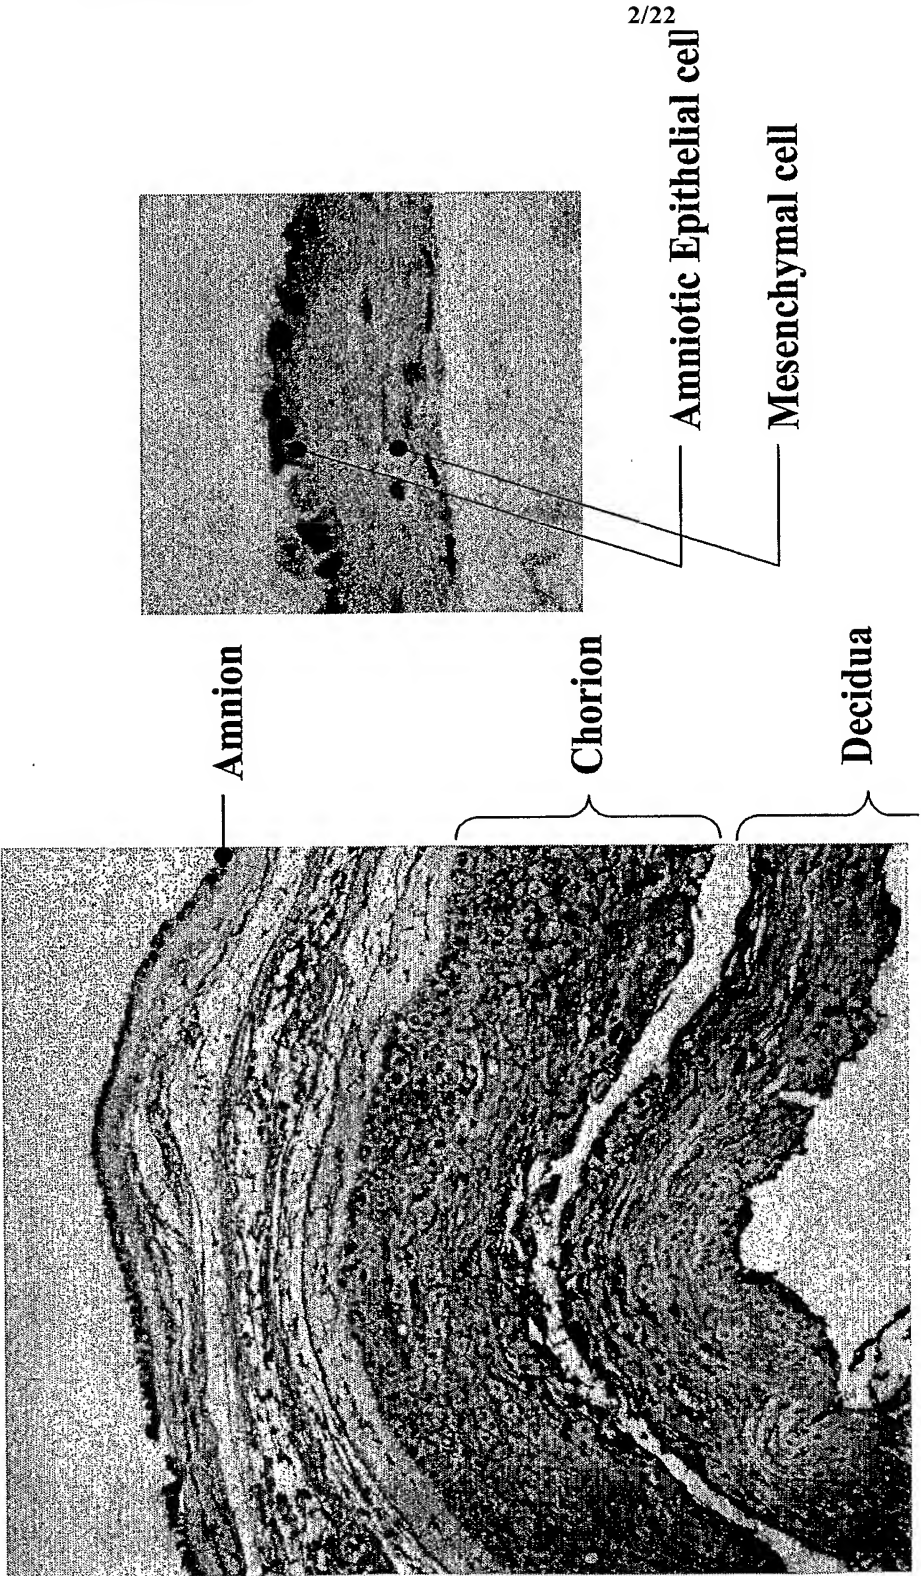 2/22
Amnion
Chorion
Decidua
Amniotic Epithelial cell
Mesenchymal cell